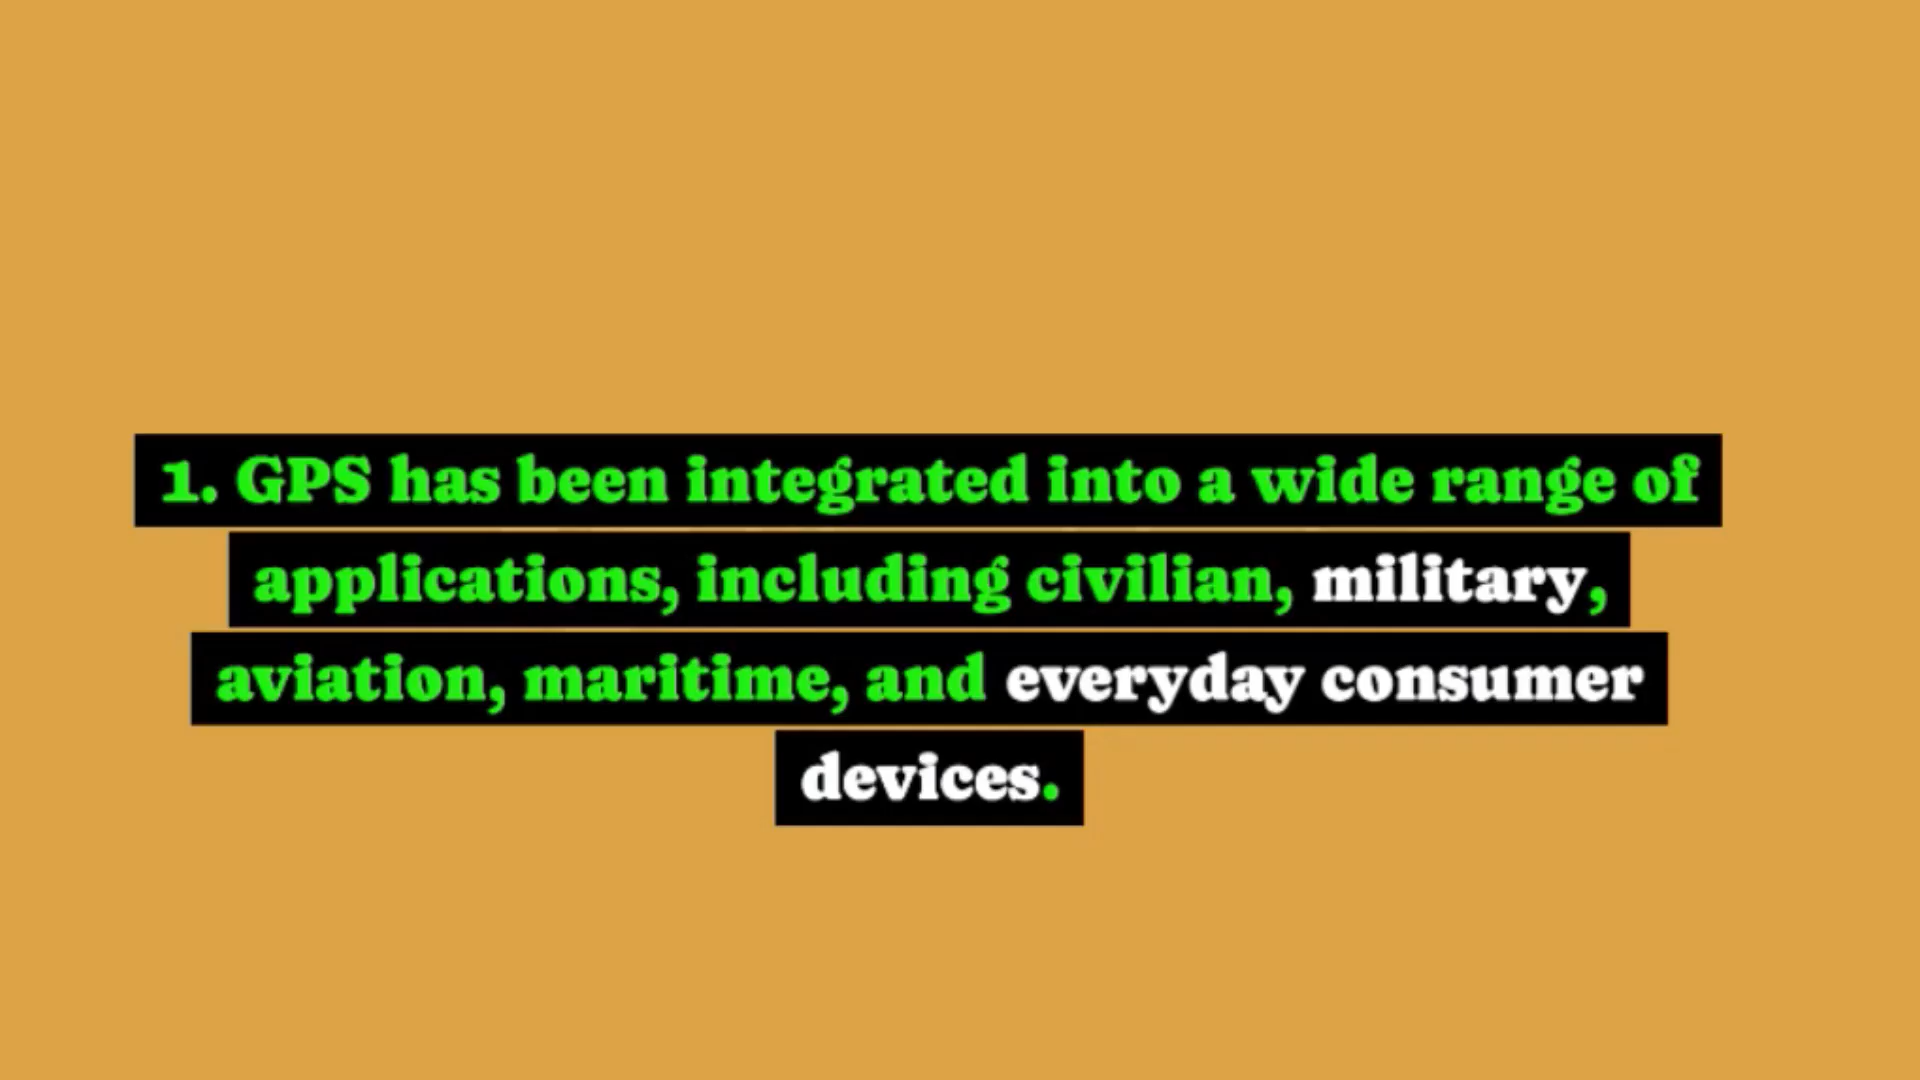 1. GPS has been integrated into a wide range of
applications, including civilian, military,
aviation, maritime, and everyday consumer
devices.